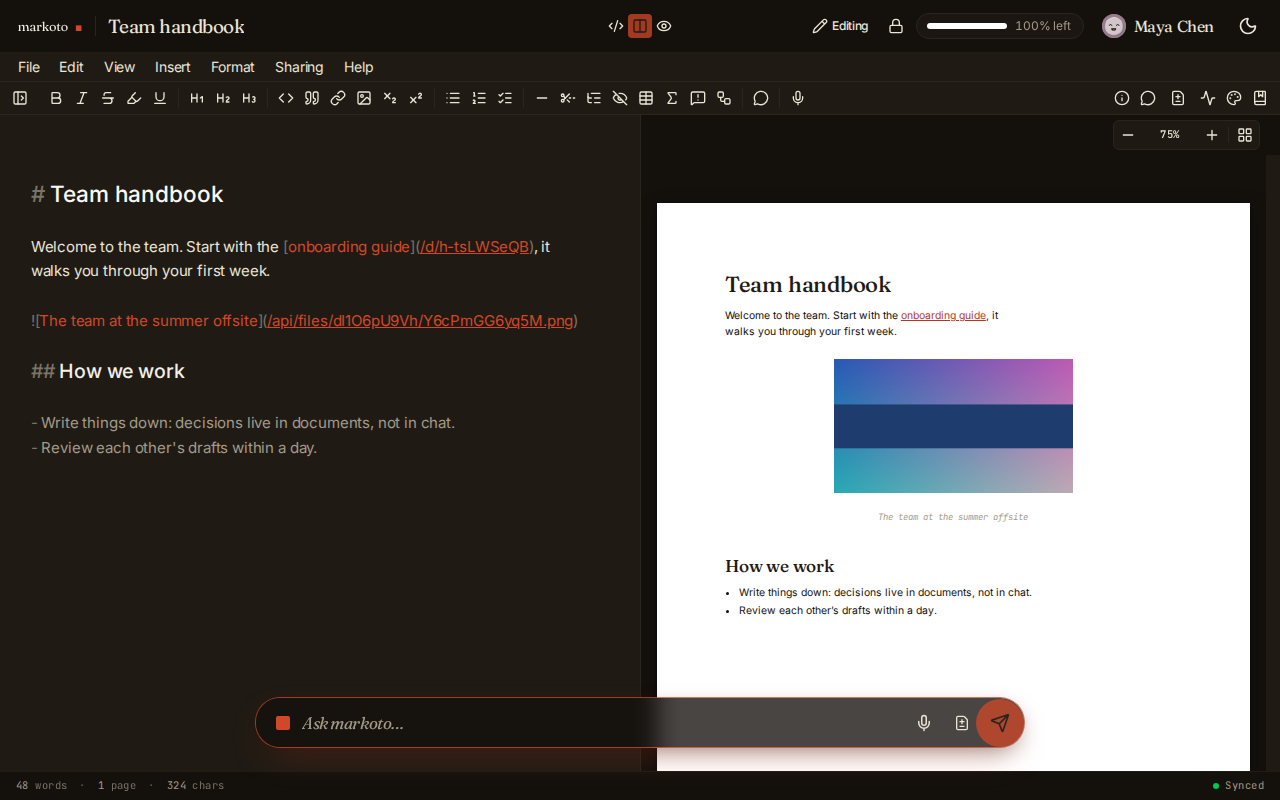 markoto
Team handbook
Editing
100% left
Maya Chen
File Edit View Insert Format Sharing Help
H1 H2 H3
75%
# Team handbook
Welcome to the team. Start with the [onboarding guide](/d/h-tsLWSeQB), it
walks you through your first week.
![The team at the summer offsite](/api/files/dl1O6pU9Vh/Y6cPmGG6yq5M.png)
## How we work
- Write things down: decisions live in documents, not in chat.
- Review each other's drafts within a day.
Team handbook
Welcome to the team. Start with the onboarding guide, it
walks you through your first week.
The team at the summer offsite
How we work
• Write things down: decisions live in documents, not in chat.
• Review each other’s drafts within a day.
Ask markoto…
48 words · 1 page · 324 chars
Synced